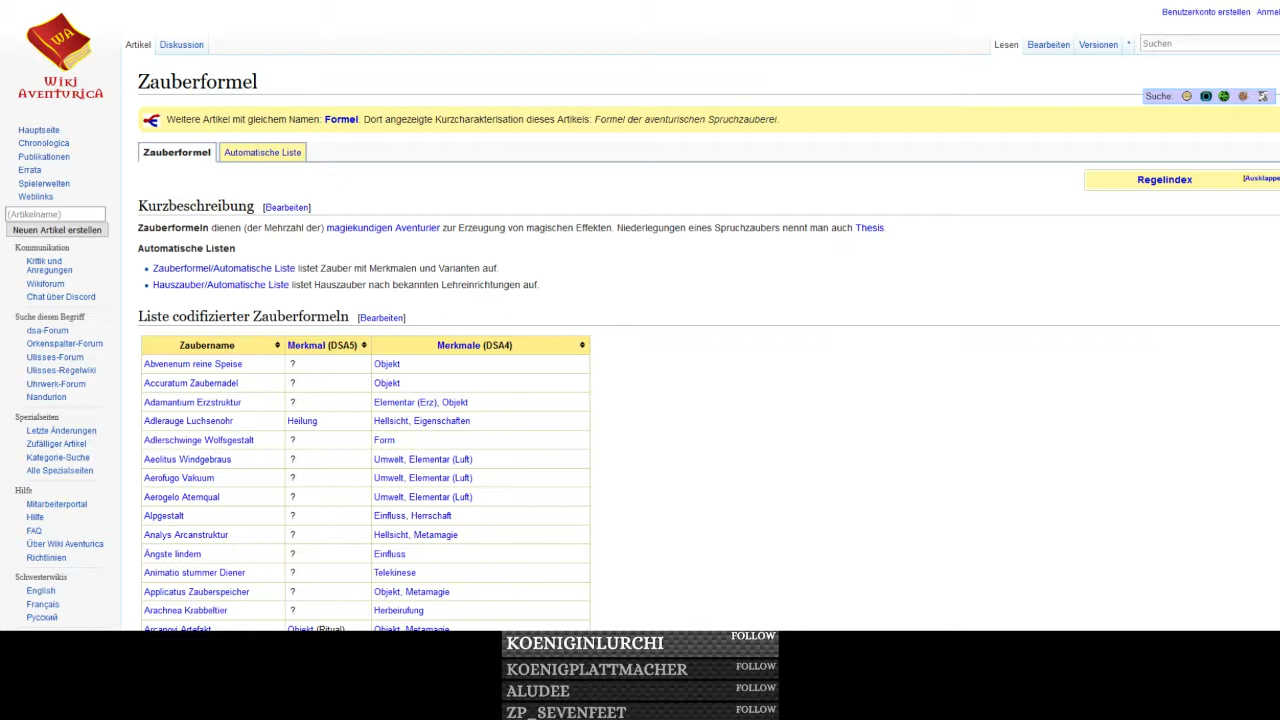 Benutzerkonto erstellen Anmel
Artikel Diskussion Lesen Bearbeiten Versionen Suchen
WA
WIKI
AVENTURICA
Zauberformel
Suche:
Weitere Artikel mit gleichem Namen: Formel. Dort angezeigte Kurzcharakterisation dieses Artikels: Formel der aventurischen Spruchzauberei.
Zauberformel Automatische Liste
Regelindex [Ausklappe
Hauptseite
Chronologica
Publikationen
Errata
Spielerwelten
Weblinks
(Artikelname)
Neuen Artikel erstellen
Kommunikation
Kritik und
Anregungen
Wikiforum
Chat über Discord
Suche diesen Begriff
dsa-Forum
Orkenspalter-Forum
Ulisses-Forum
Ulisses-Regelwiki
Uhrwerk-Forum
Nandurion
Spezialseiten
Letzte Änderungen
Zufälliger Artikel
Kategorie-Suche
Alle Spezialseiten
Hilfe
Mitarbeiterportal
Hilfe
FAQ
Über Wiki Aventurica
Richtlinien
Schwesterwikis
English
Français
Русский
Kurzbeschreibung [Bearbeiten]
Zauberformeln dienen (der Mehrzahl der) magiekundigen Aventurier zur Erzeugung von magischen Effekten. Niederlegungen eines Spruchzaubers nennt man auch Thesis.
Automatische Listen
Zauberformel/Automatische Liste listet Zauber mit Merkmalen und Varianten auf.
Hauszauber/Automatische Liste listet Hauszauber nach bekannten Lehreinrichtungen auf.
Liste codifizierter Zauberformeln [Bearbeiten]
Zaubername Merkmal (DSA5) Merkmale (DSA4)
Abvenenum reine Speise ? Objekt
Accuratum Zaubernadel ? Objekt
Adamantium Erzstruktur ? Elementar (Erz), Objekt
Adlerauge Luchsenohr Heilung Hellsicht, Eigenschaften
Adlerschwinge Wolfsgestalt ? Form
Aeolitus Windgebraus ? Umwelt, Elementar (Luft)
Aerofugo Vakuum ? Umwelt, Elementar (Luft)
Aerogelo Atemqual ? Umwelt, Elementar (Luft)
Alpgestalt ? Einfluss, Herrschaft
Analys Arcanstruktur ? Hellsicht, Metamagie
Ängste lindern ? Einfluss
Animatio stummer Diener ? Telekinese
Applicatus Zauberspeicher ? Objekt, Metamagie
Arachnea Krabbeltier ? Herbeirufung
Arcanovi Artefakt Objekt (Ritual) Objekt, Metamagie
KOENIGINLURCHI FOLLOW
KOENIGPLATTMACHER FOLLOW
ALUDEE FOLLOW
ZP_SEVENFEET FOLLOW